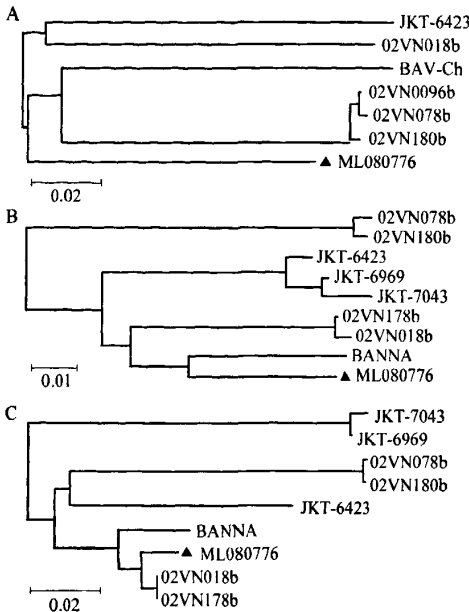 A
JKT-6423
02VN018b
BAV-Ch
02VN0096b
02VN078b
02VN180b
▲ ML080776
0.02
B
02VN078b
02VN180b
JKT-6423
JKT-6969
JKT-7043
02VN178b
02VN018b
BANNA
▲ ML080776
0.01
C
JKT-7043
JKT-6969
02VN078b
02VN180b
JKT-6423
BANNA
▲ ML080776
02VN018b
02VN178b
0.02